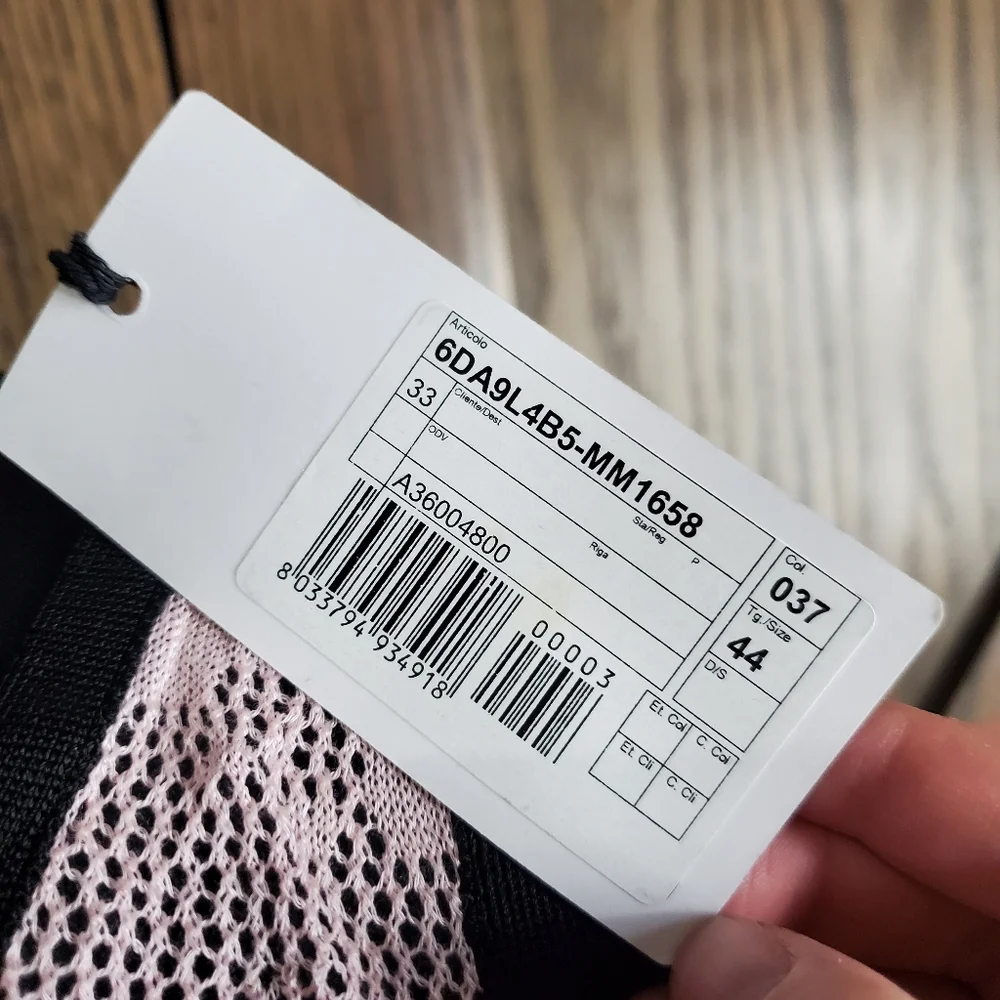 Articolo
6DA9L4B5-MM1658
33
Cliente/Dest
Sta/Reg
P
ODV
Riga
A36004800
8 033794 934918
00003
Col.
037
Tg./Size
44
D/S
Et. Col
C. Col
Et. Cli
C. Cli